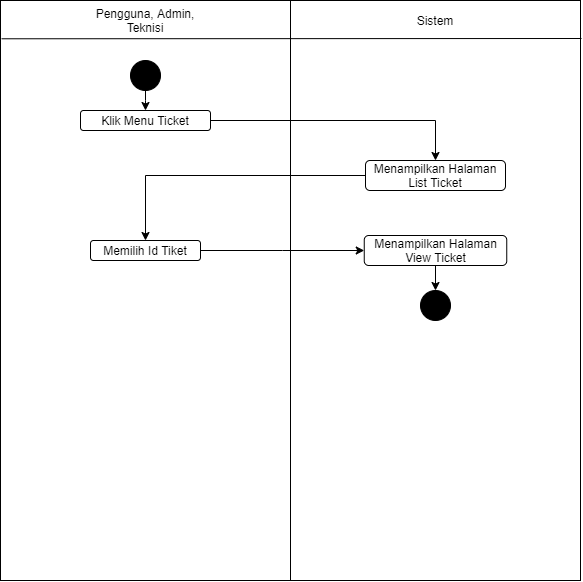 Pengguna, Admin,
Teknisi
Sistem
Klik Menu Ticket
Menampilkan Halaman
List Ticket
Memilih Id Tiket
Menampilkan Halaman
View Ticket